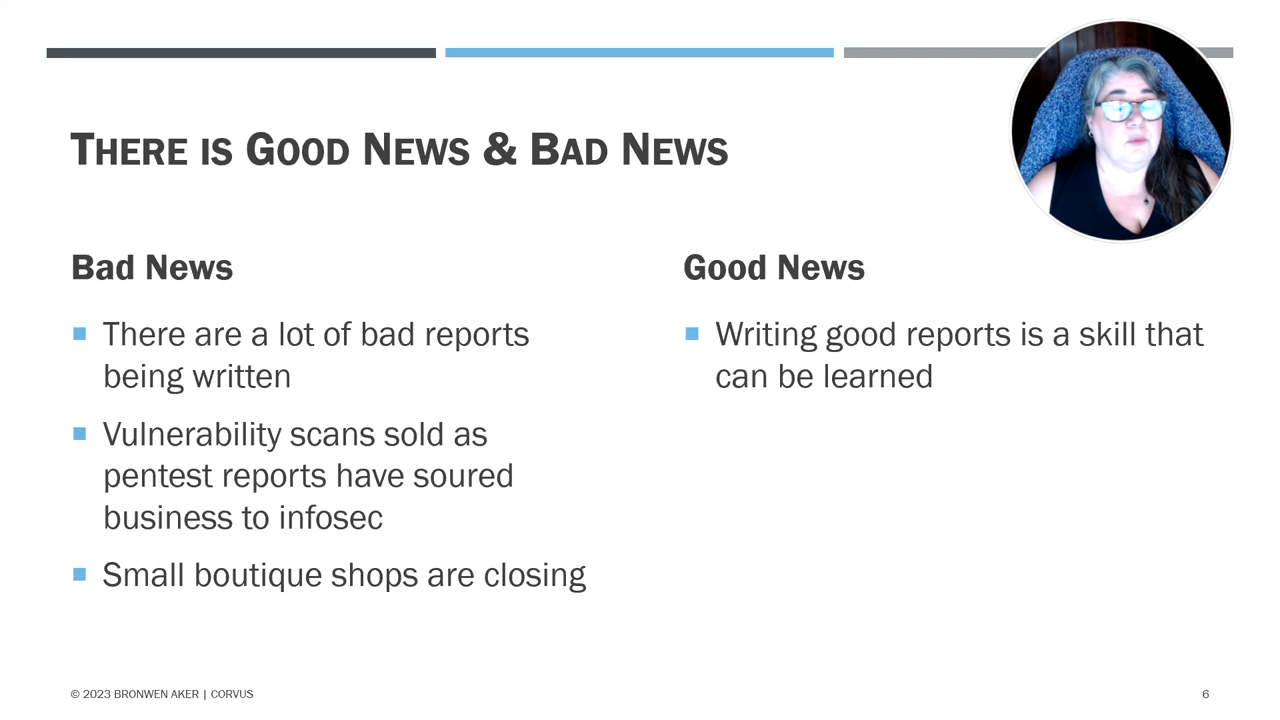 THERE IS GOOD NEWS & BAD NEWS
Bad News
There are a lot of bad reports
being written
Vulnerability scans sold as
pentest reports have soured
business to infosec
Small boutique shops are closing
Good News
Writing good reports is a skill that
can be learned
© 2023 BRONWEN AKER | CORVUS
6